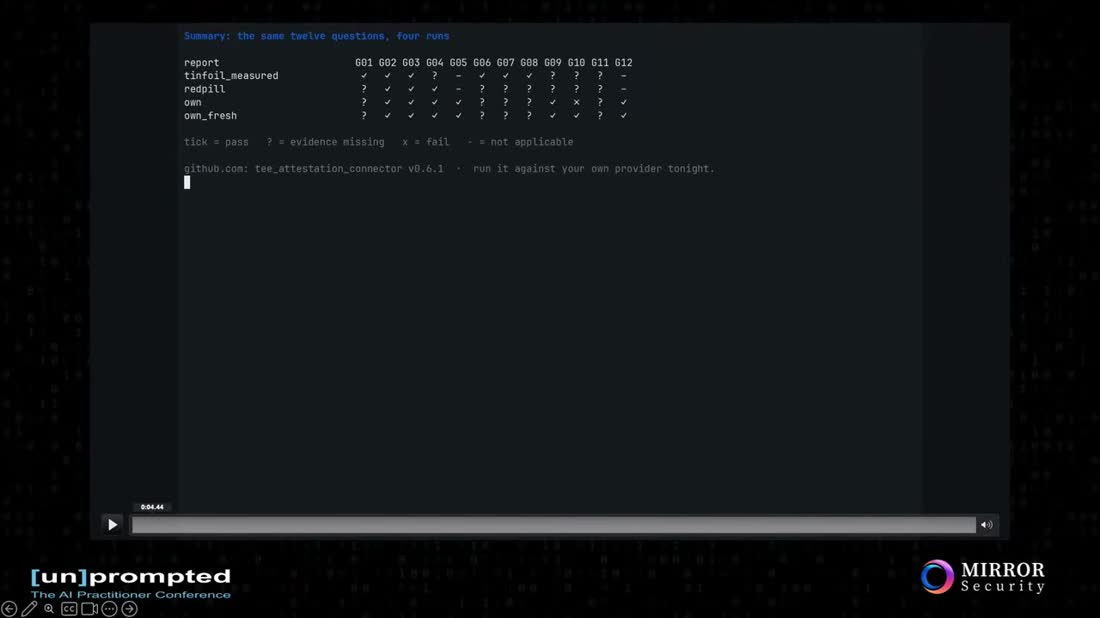 Summary: the same twelve questions, four runs
report G01 G02 G03 G04 G05 G06 G07 G08 G09 G10 G11 G12
tinfoil_measured ✓ ✓ ✓ ? – ✓ ✓ ✓ ? ? ? –
redpill ? ✓ ✓ ✓ – ? ? ? ? ? ? –
own ? ✓ ✓ ✓ ✓ ? ? ? ✓ × ? ✓
own_fresh ? ✓ ✓ ✓ ✓ ? ? ? ✓ ✓ ? ✓
tick = pass ? = evidence missing x = fail - = not applicable
github.com: tee_attestation_connector v0.6.1 · run it against your own provider tonight.
0:04.44
[un]prompted
The AI Practitioner Conference
CC
MIRROR
Security